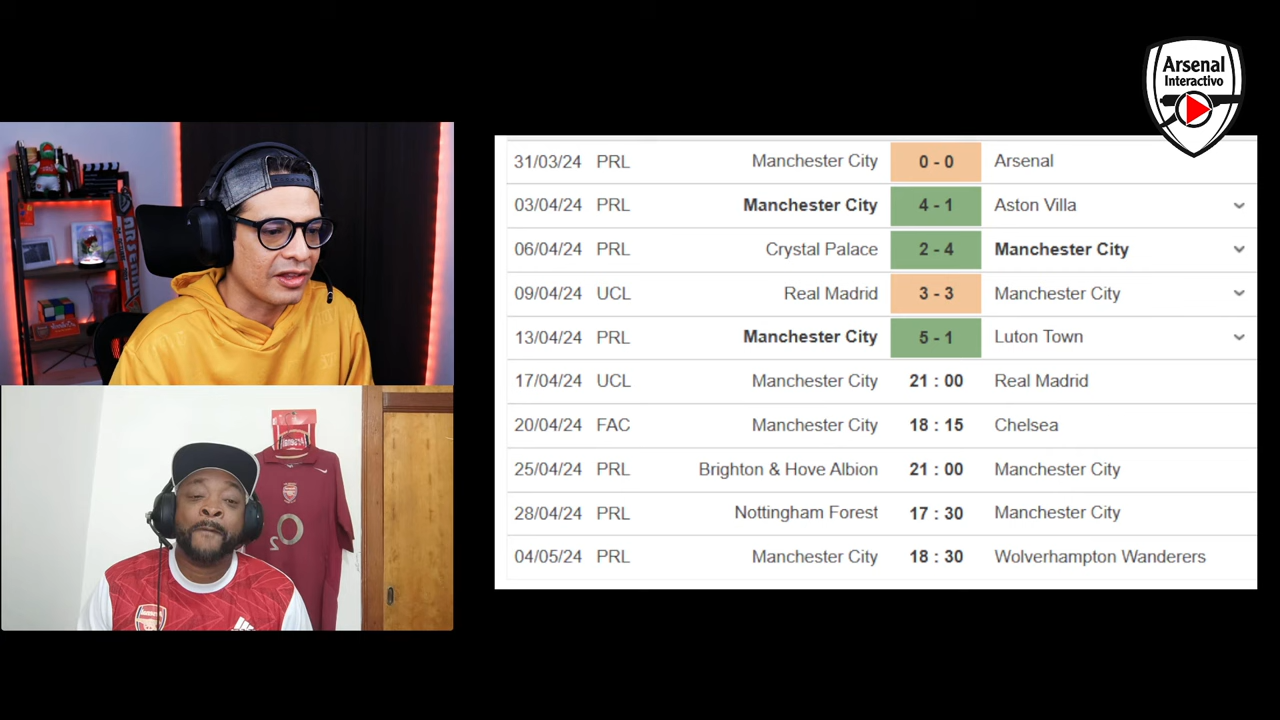 Arsenal
Interactivo
31/03/24 PRL Manchester City 0 - 0 Arsenal
03/04/24 PRL Manchester City 4 - 1 Aston Villa
06/04/24 PRL Crystal Palace 2 - 4 Manchester City
09/04/24 UCL Real Madrid 3 - 3 Manchester City
13/04/24 PRL Manchester City 5 - 1 Luton Town
17/04/24 UCL Manchester City 21 : 00 Real Madrid
20/04/24 FAC Manchester City 18 : 15 Chelsea
25/04/24 PRL Brighton & Hove Albion 21 : 00 Manchester City
28/04/24 PRL Nottingham Forest 17 : 30 Manchester City
04/05/24 PRL Manchester City 18 : 30 Wolverhampton Wanderers
O2